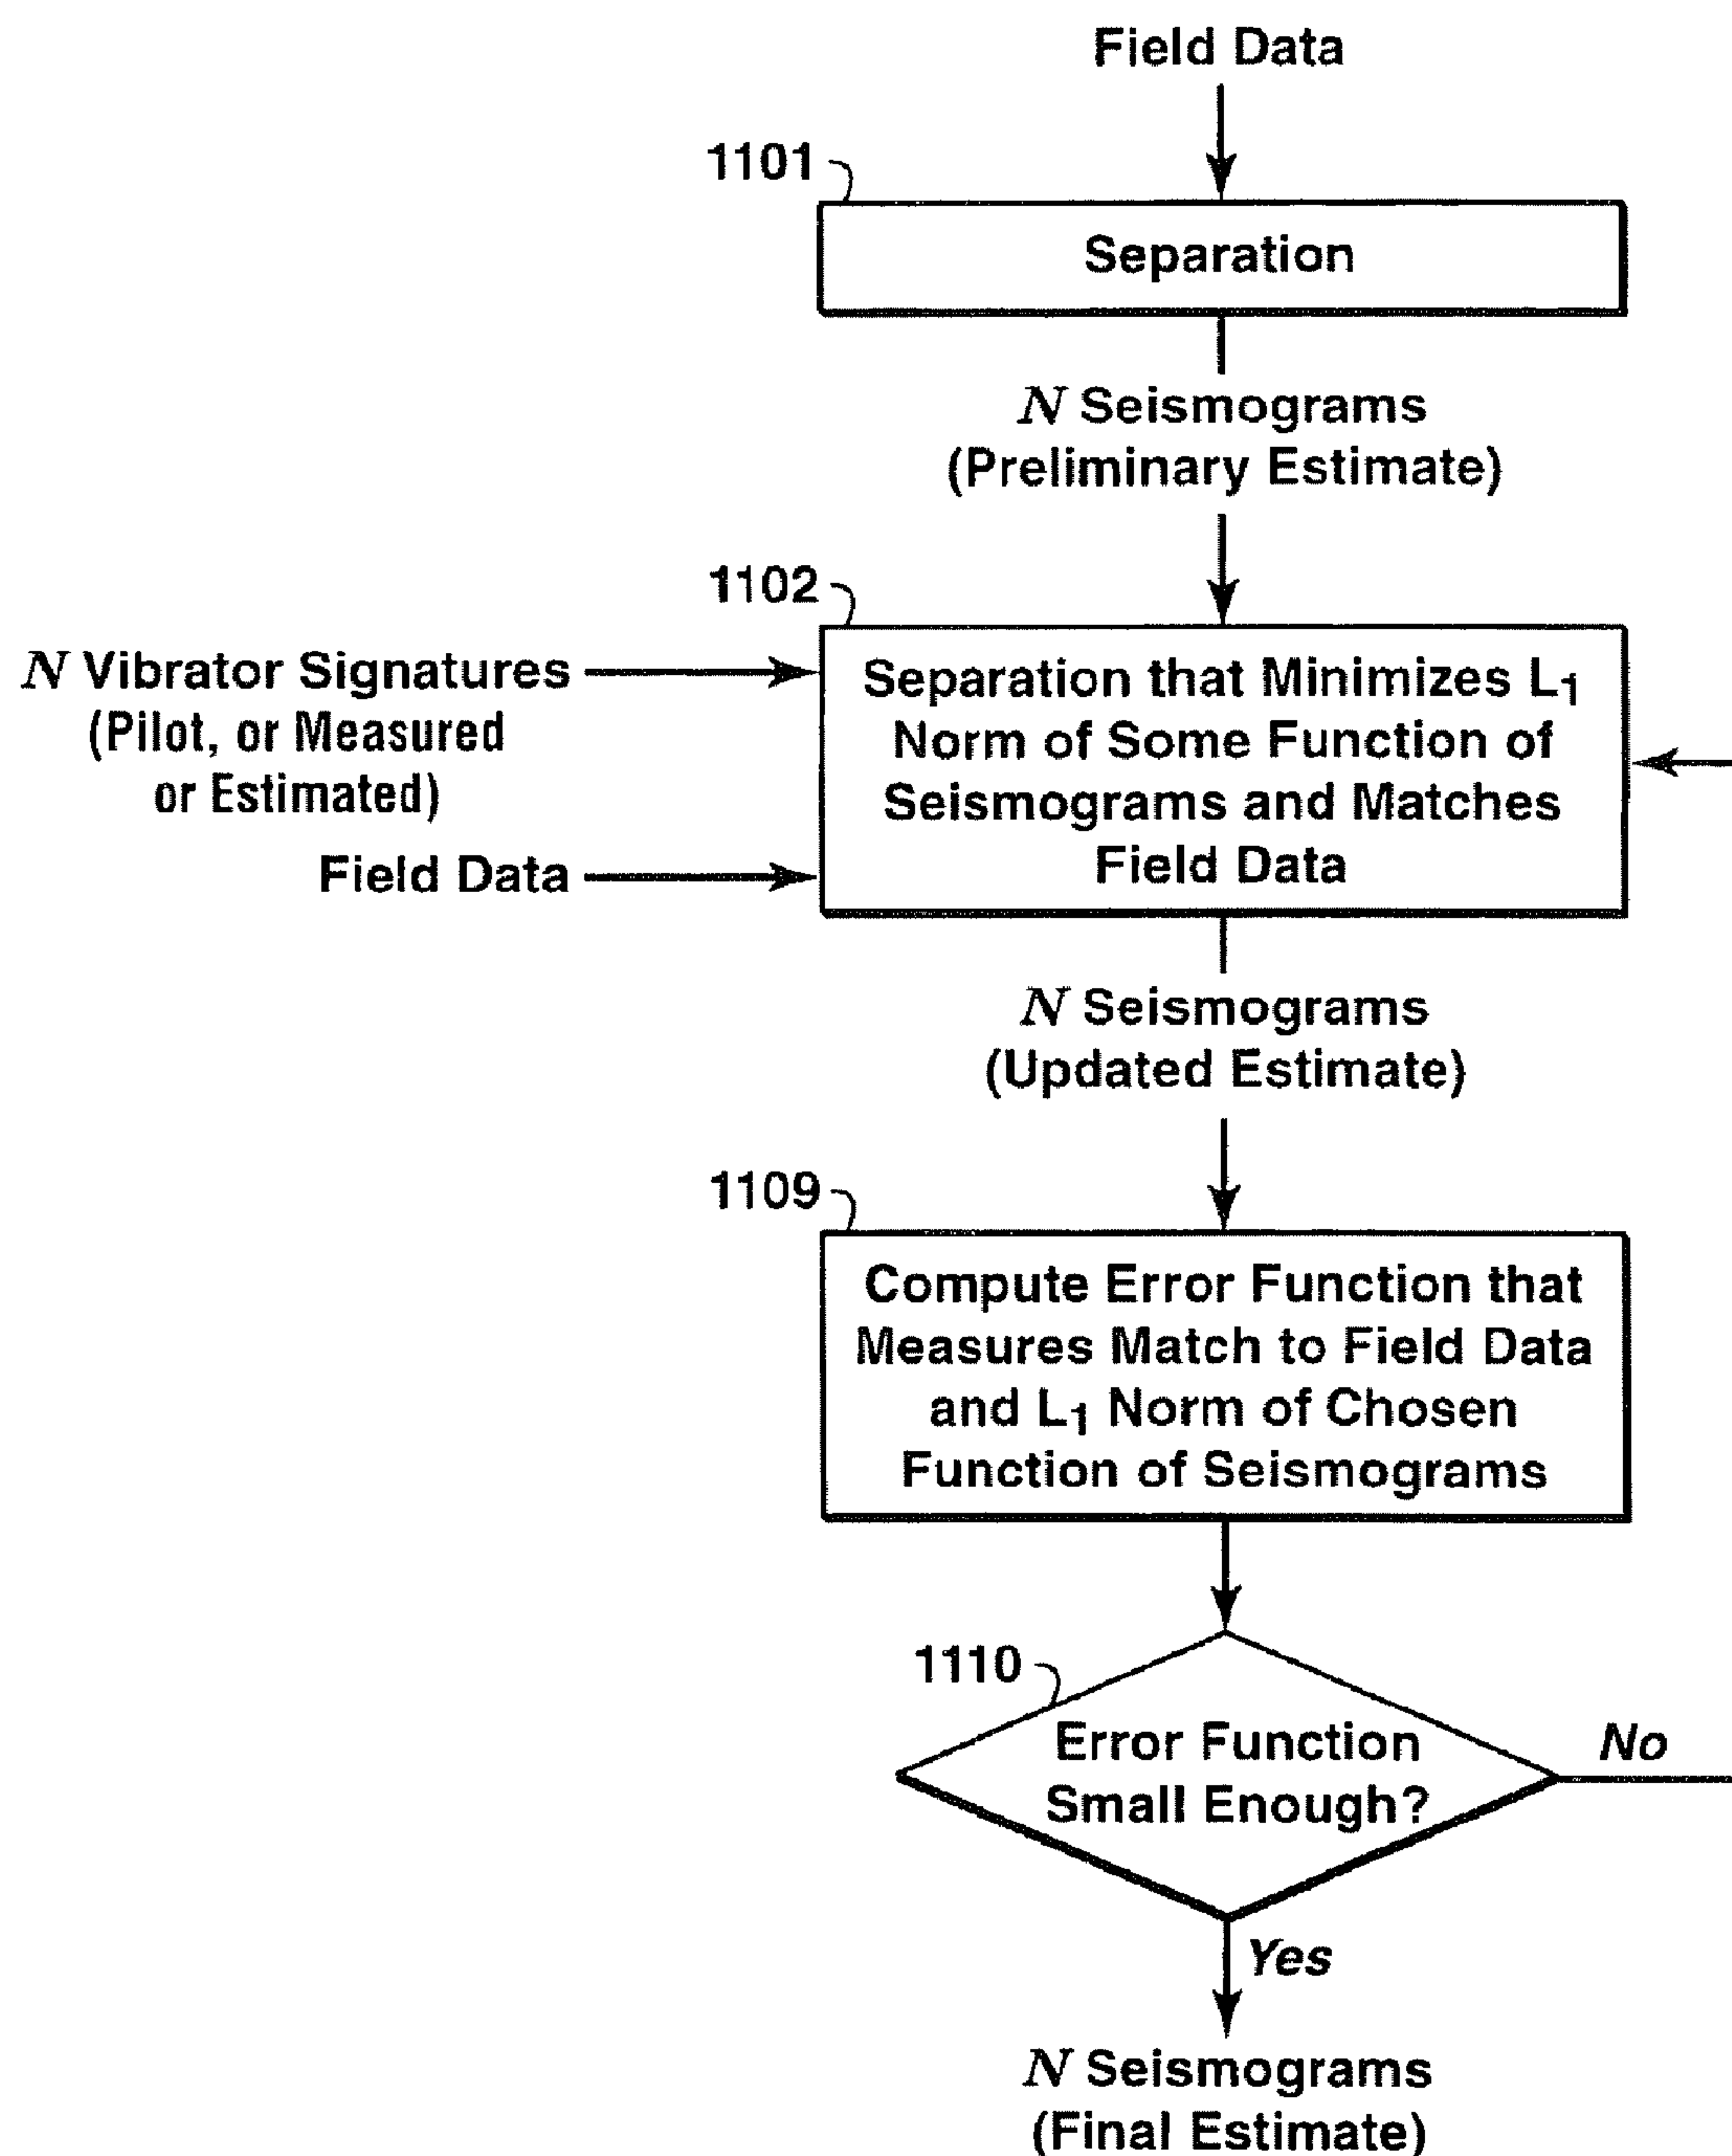 Field Data
1101
Separation
N Seismograms
(Preliminary Estimate)
1102
N Vibrator Signatures
(Pilot, or Measured
or Estimated)
Field Data
Separation that Minimizes L1
Norm of Some Function of
Seismograms and Matches
Field Data
N Seismograms
(Updated Estimate)
1109
Compute Error Function that
Measures Match to Field Data
and L1 Norm of Chosen
Function of Seismograms
1110
Error Function
Small Enough?
No
Yes
N Seismograms
(Final Estimate)